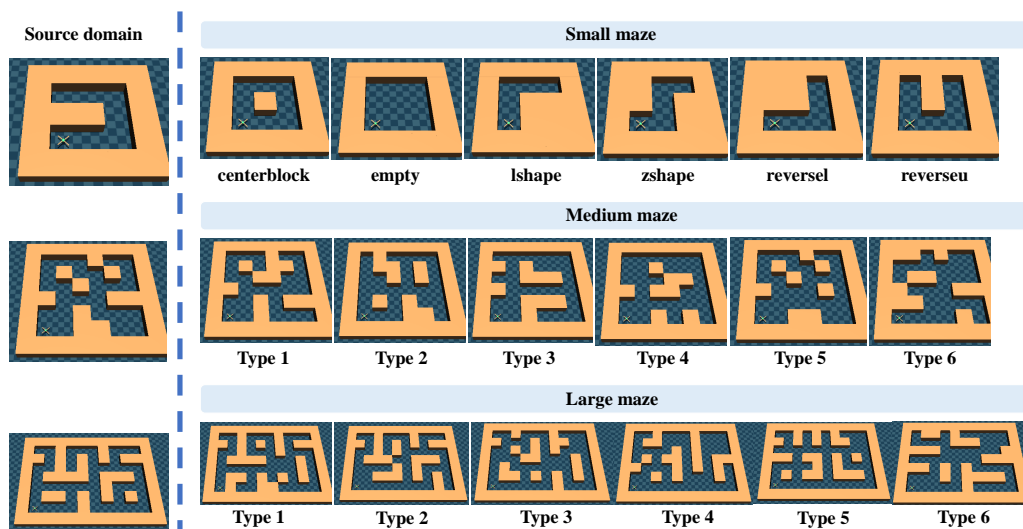 Source domain
Small maze
centerblock
empty
lshape
zshape
reversel
reverseu
Medium maze
Type 1
Type 2
Type 3
Type 4
Type 5
Type 6
Large maze
Type 1
Type 2
Type 3
Type 4
Type 5
Type 6